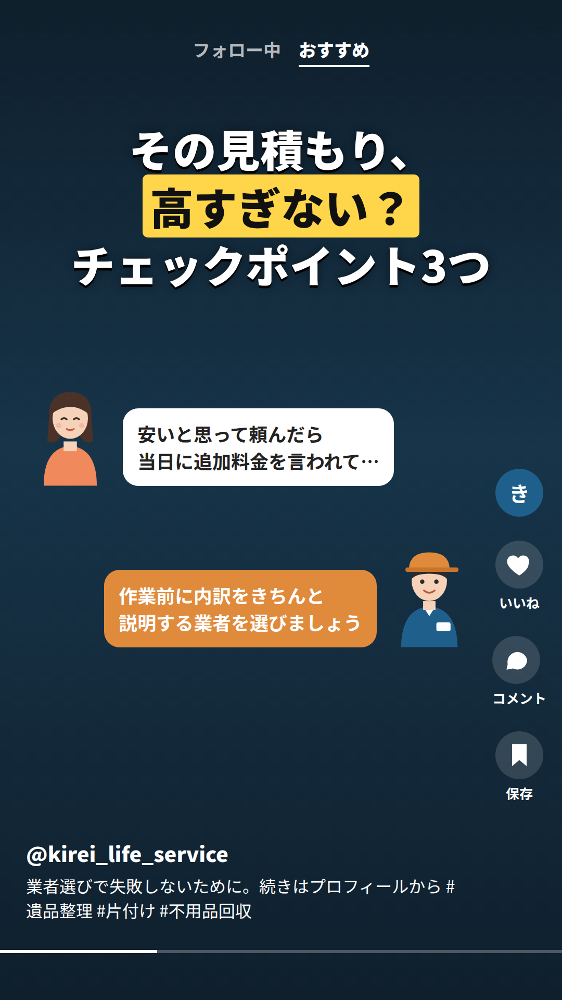 フォロー中 おすすめ
その見積もり、
高すぎない？
チェックポイント3つ
安いと思って頼んだら
当日に追加料金を言われて…
き
作業前に内訳をきちんと
説明する業者を選びましょう
いいね
コメント
保存
@kirei_life_service
業者選びで失敗しないために。続きはプロフィールから #
遺品整理 #片付け #不用品回収